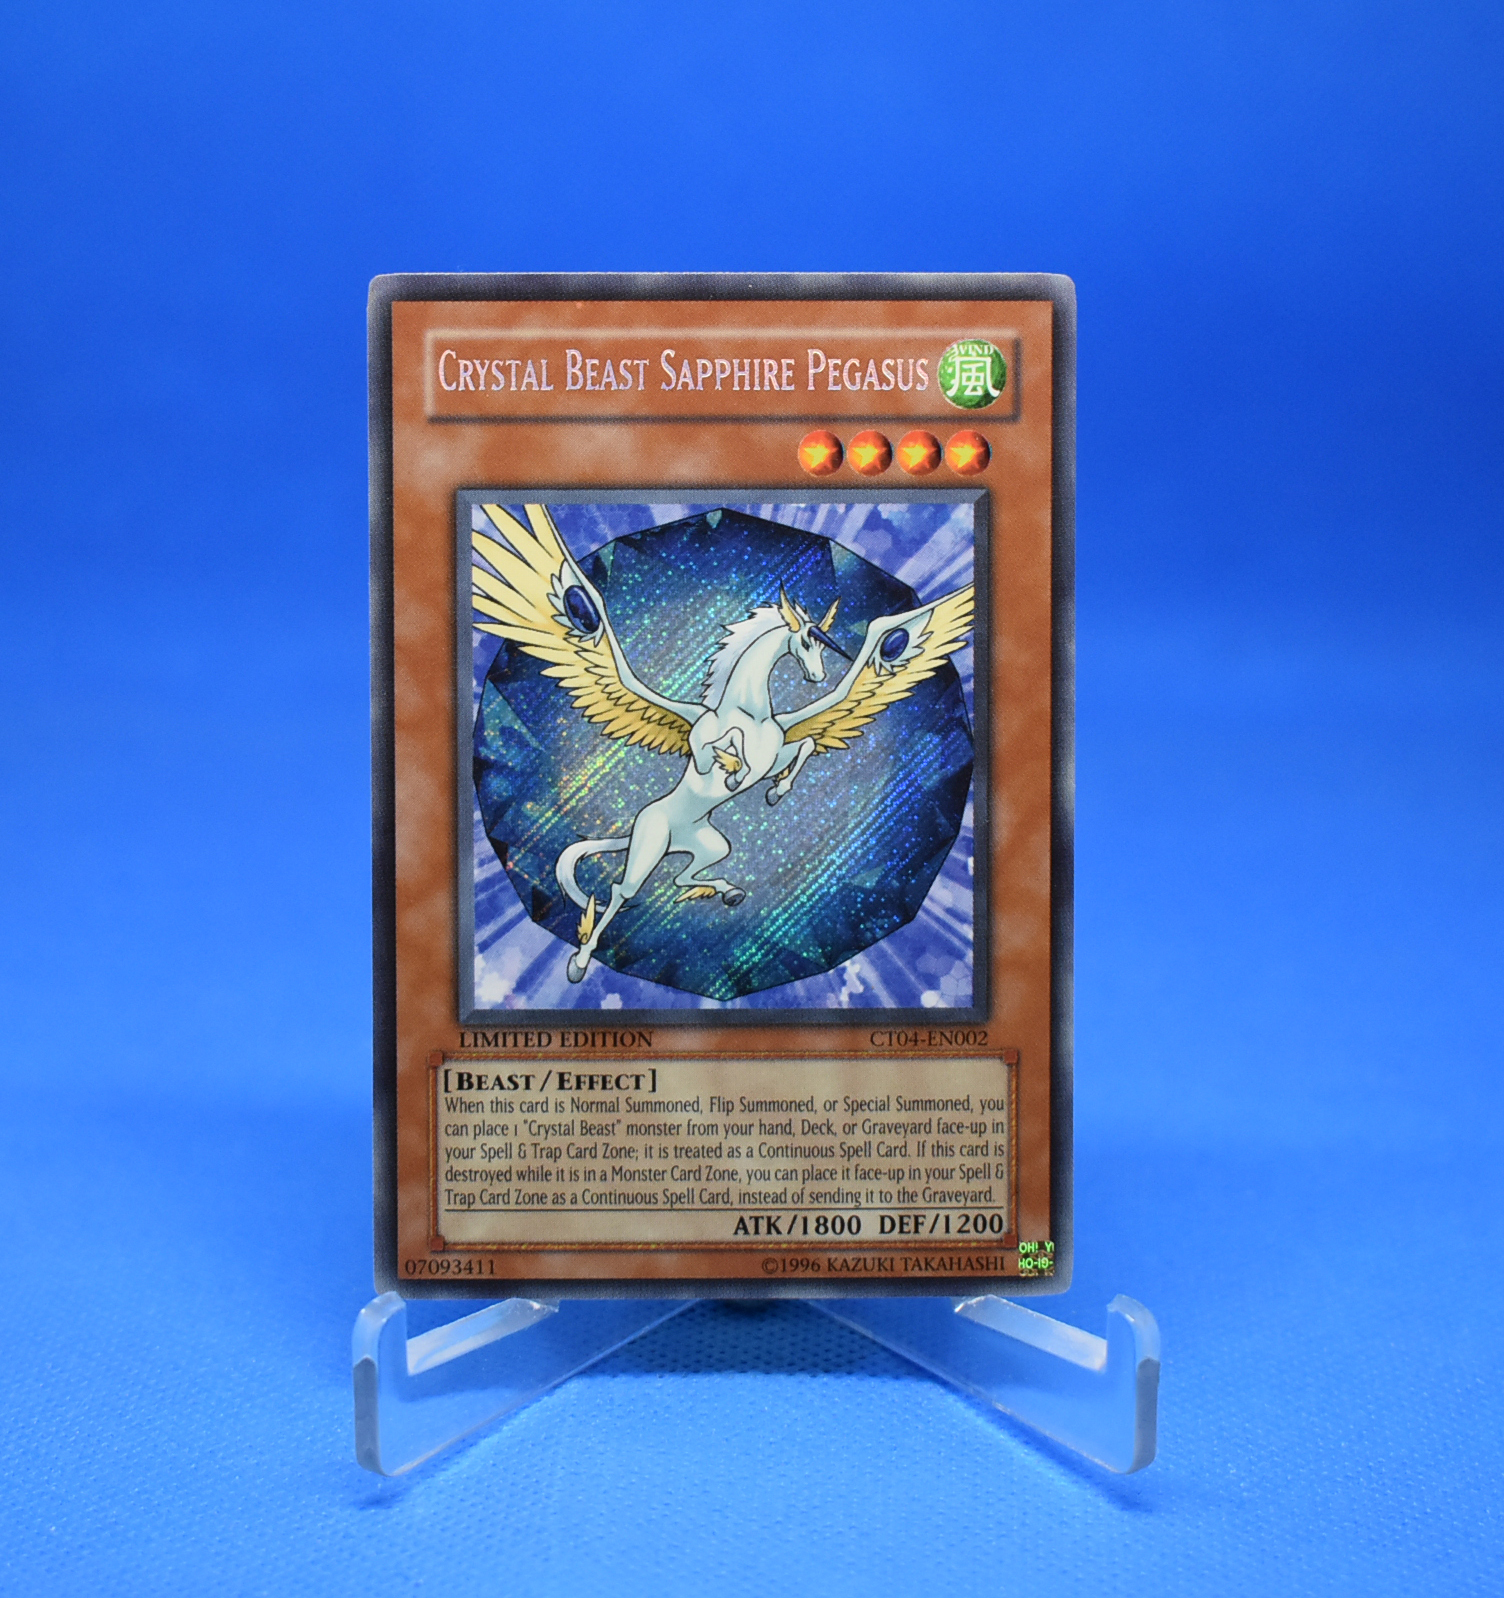 CRYSTAL BEAST SAPPHIRE PEGASUS
WIND
風
LIMITED EDITION CT04-EN002
[BEAST/EFFECT]
When this card is Normal Summoned, Flip Summoned, or Special Summoned, you
can place 1 "Crystal Beast" monster from your hand, Deck, or Graveyard face-up in
your Spell & Trap Card Zone; it is treated as a Continuous Spell Card. If this card is
destroyed while it is in a Monster Card Zone, you can place it face-up in your Spell &
Trap Card Zone as a Continuous Spell Card, instead of sending it to the Graveyard.
ATK/1800 DEF/1200
07093411 ©1996 KAZUKI TAKAHASHI